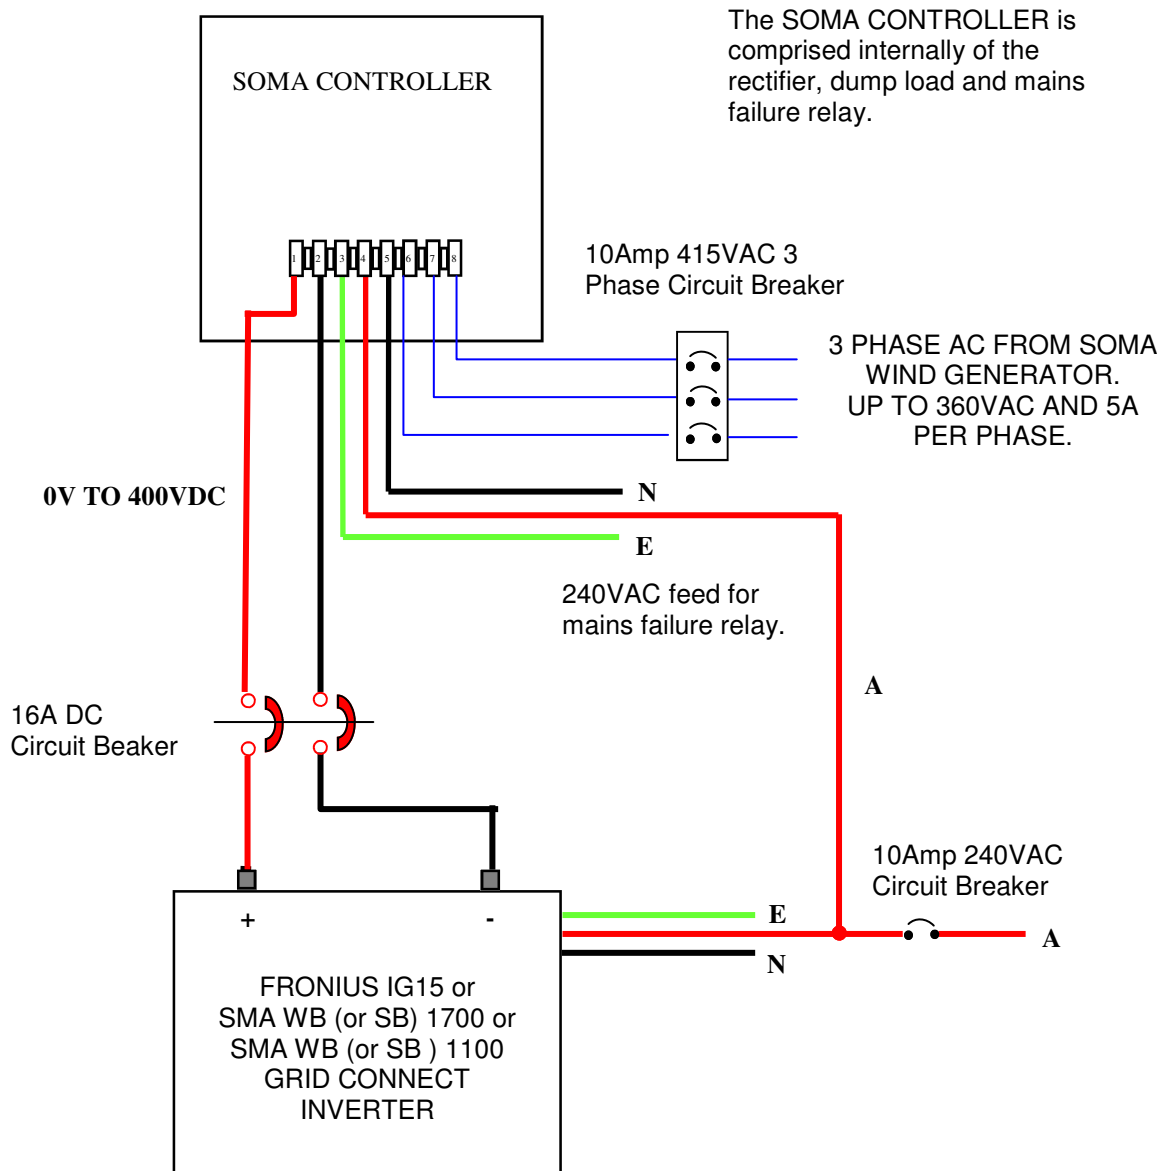 The SOMA CONTROLLER is
comprised internally of the
rectifier, dump load and mains
failure relay.
SOMA CONTROLLER
1 2 3 4 5 6 7 8
10Amp 415VAC 3
Phase Circuit Breaker
3 PHASE AC FROM SOMA
WIND GENERATOR.
UP TO 360VAC AND 5A
PER PHASE.
0V TO 400VDC
N
E
240VAC feed for
mains failure relay.
A
16A DC
Circuit Beaker
10Amp 240VAC
Circuit Breaker
+ -
E
A
N
FRONIUS IG15 or
SMA WB (or SB) 1700 or
SMA WB (or SB ) 1100
GRID CONNECT
INVERTER